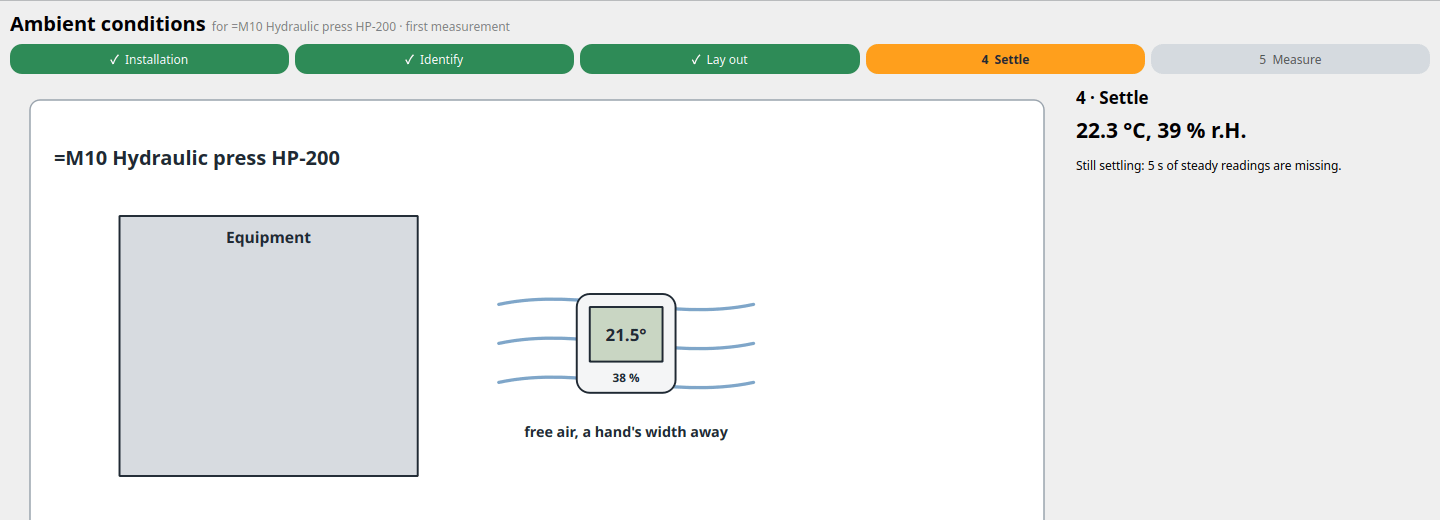 Ambient conditions for =M10 Hydraulic press HP-200 · first measurement
✓ Installation
✓ Identify
✓ Lay out
4 Settle
5 Measure
4 · Settle
22.3 °C, 39 % r.H.
Still settling: 5 s of steady readings are missing.
=M10 Hydraulic press HP-200
Equipment
21.5°
38 %
free air, a hand's width away